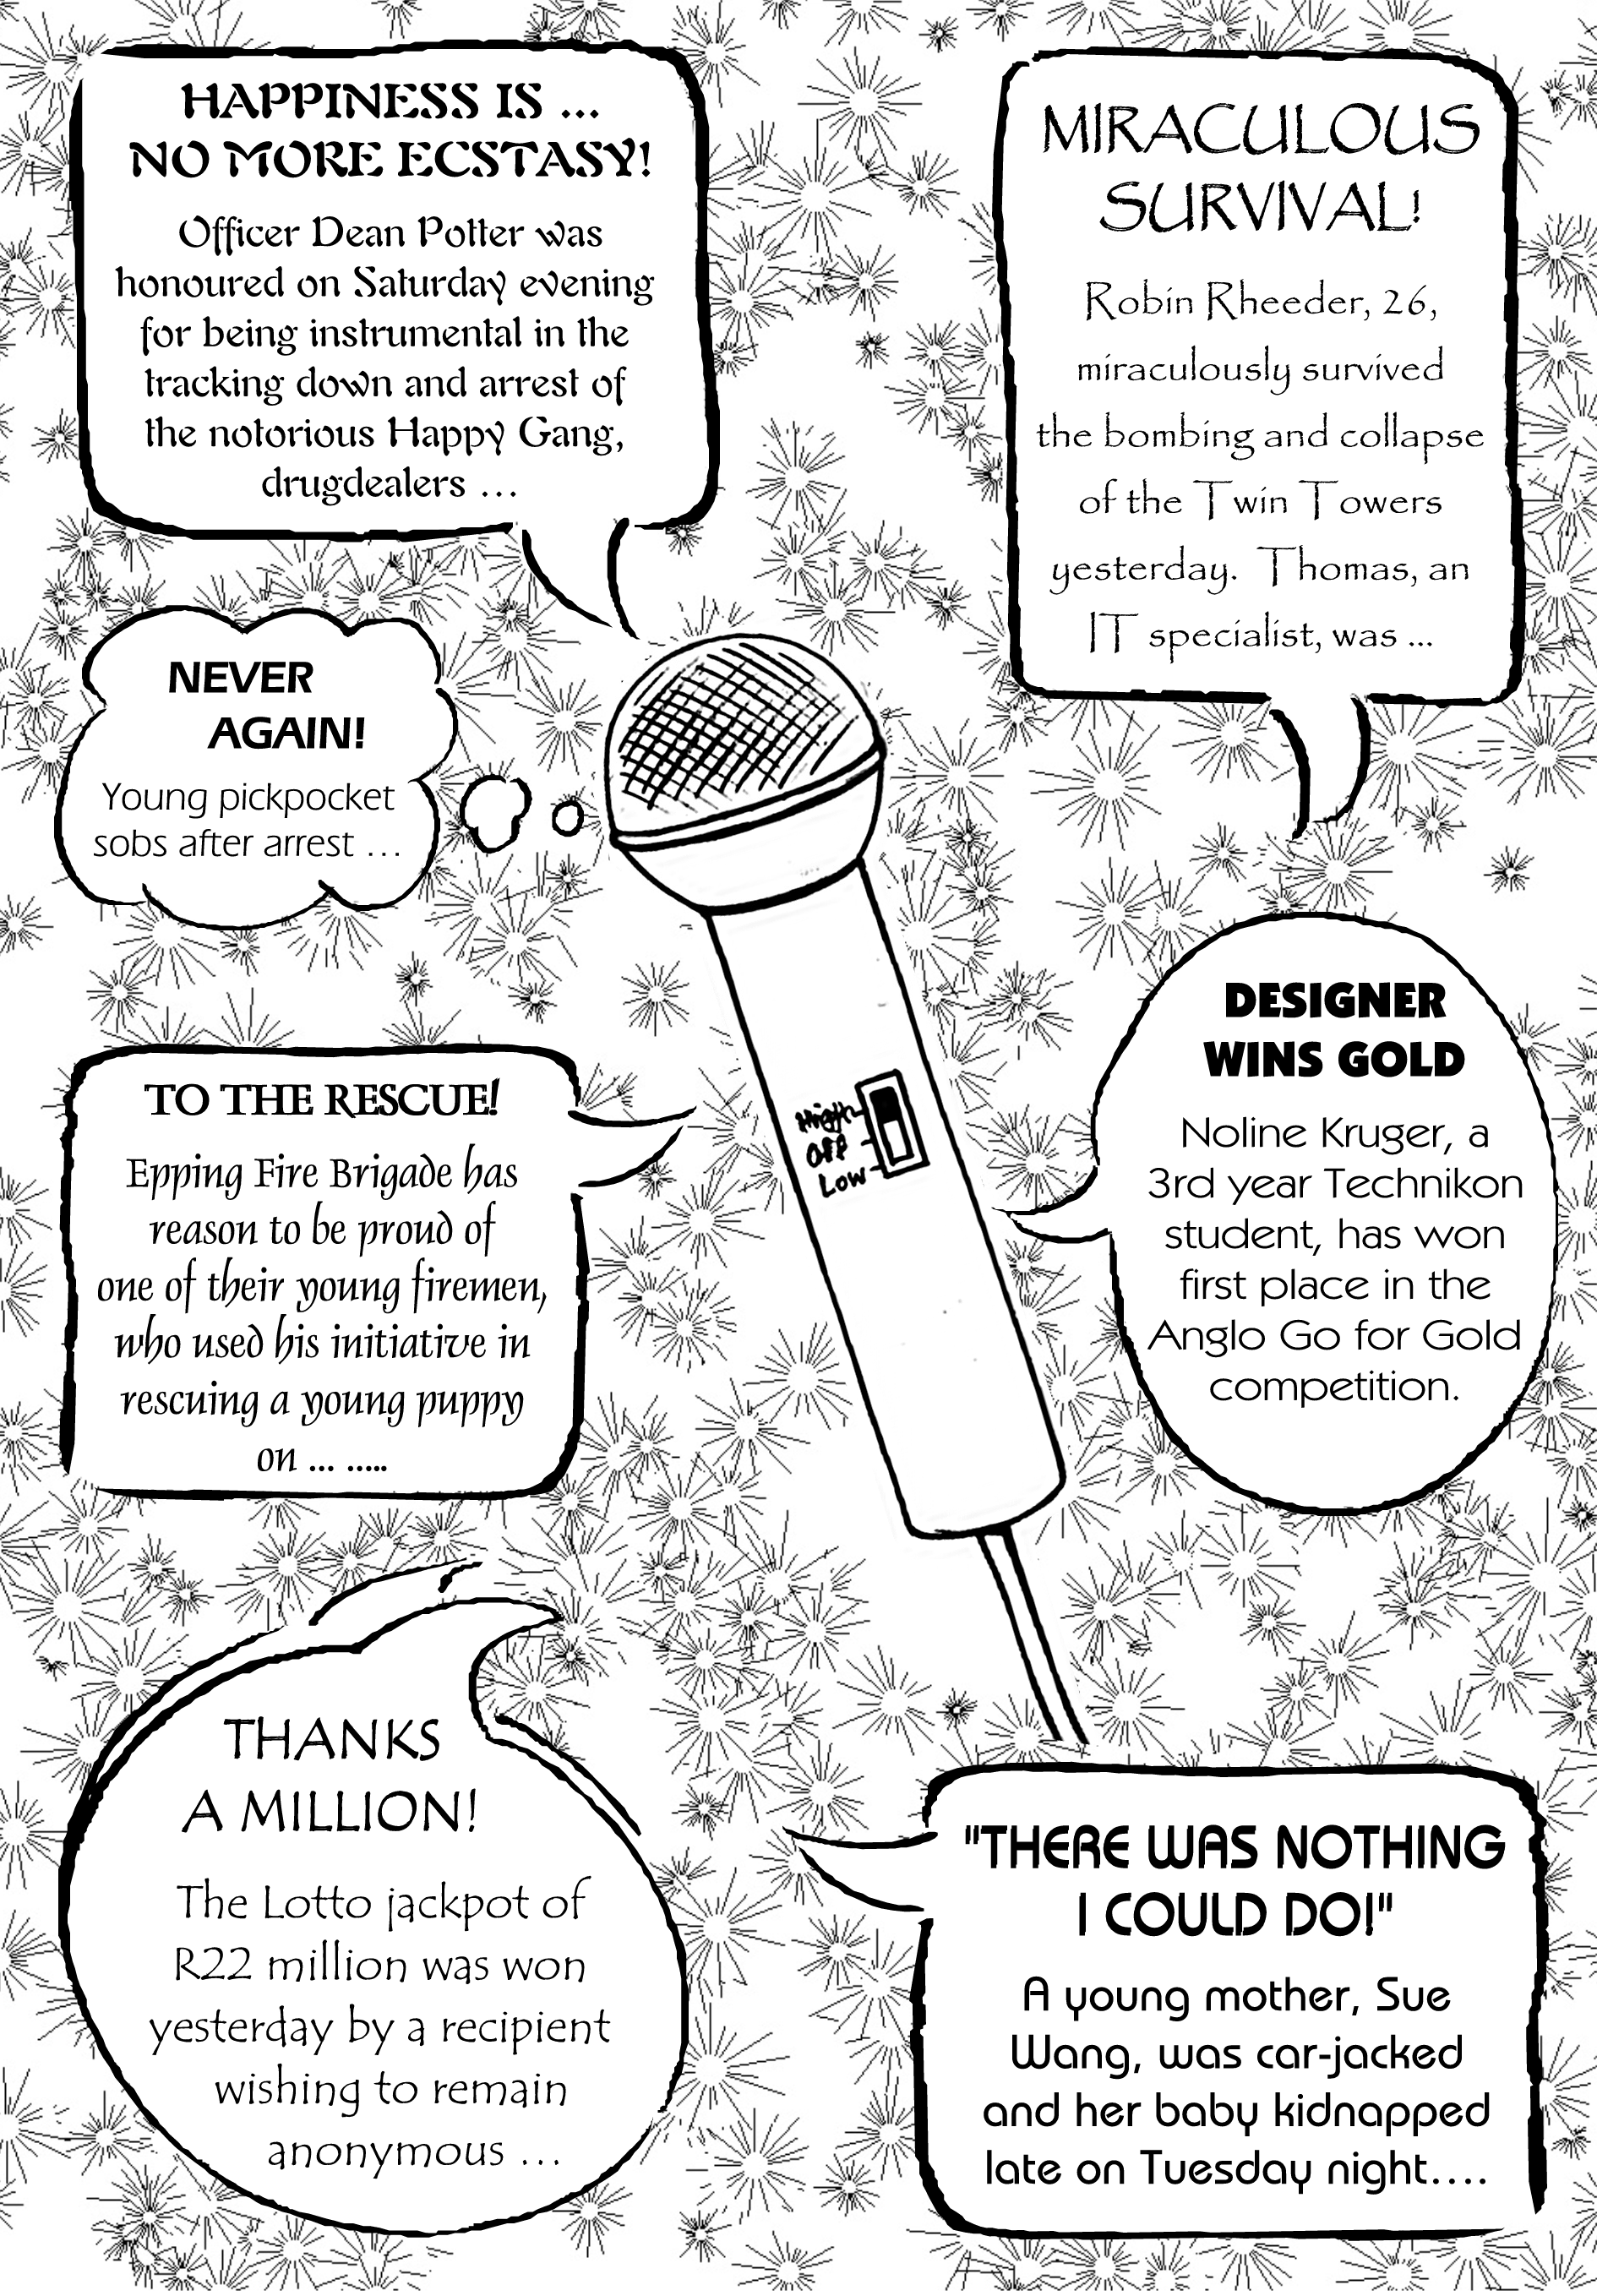 HAPPINESS IS ...
NO MORE ECSTASY!
Officer Dean Potter was
honoured on Saturday evening
for being instrumental in the
tracking down and arrest of
the notorious Happy Gang,
drugdealers ...
MIRACULOUS
SURVIVAL!
Robin Rheeder, 26,
miraculously survived
the bombing and collapse
of the Twin Towers
yesterday. Thomas, an
IT specialist, was ...
NEVER
AGAIN!
Young pickpocket
sobs after arrest ...
DESIGNER
WINS GOLD
Noline Kruger, a
3rd year Technikon
student, has won
first place in the
Anglo Go for Gold
competition.
TO THE RESCUE!
Epping Fire Brigade has
reason to be proud of
one of their young firemen,
who used his initiative in
rescuing a young puppy
on ... .....
High
Off
Low
THANKS
A MILLION!
The Lotto jackpot of
R22 million was won
yesterday by a recipient
wishing to remain
anonymous ...
"THERE WAS NOTHING
I COULD DO!"
A young mother, Sue
Wang, was car-jacked
and her baby kidnapped
late on Tuesday night....